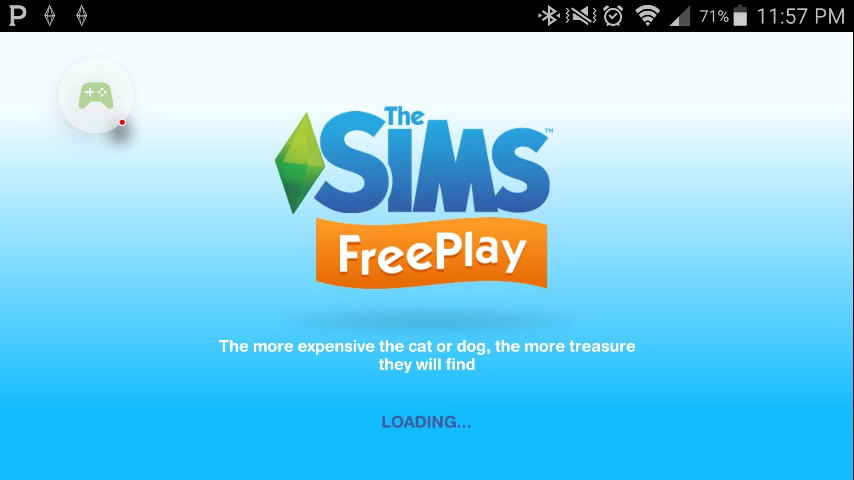 P 71% 11:57 PM
The
SIMS™
FreePlay
The more expensive the cat or dog, the more treasure
they will find
LOADING...